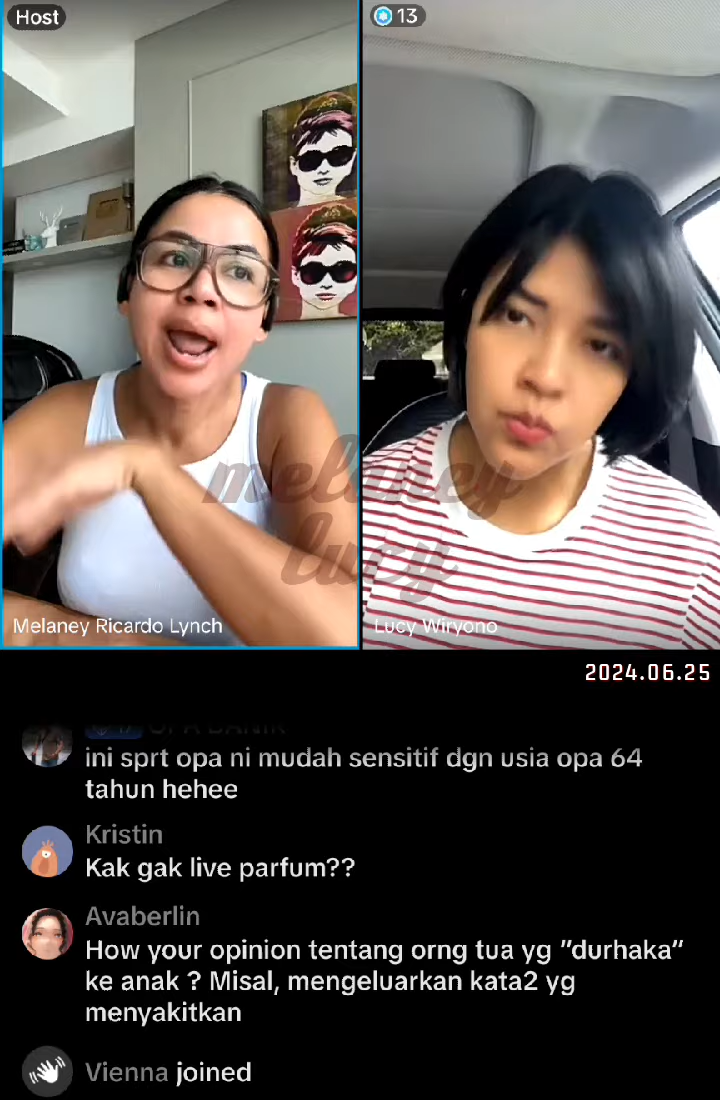 Host
13
melaney
lucy
Melaney Ricardo Lynch
Lucy Wiryono
2024.06.25
ini sprt opa ni mudah sensitif dgn usia opa 64
tahun hehee
Kristin
Kak gak live parfum??
Avaberlin
How your opinion tentang orng tua yg "durhaka"
ke anak ? Misal, mengeluarkan kata2 yg
menyakitkan
Vienna joined